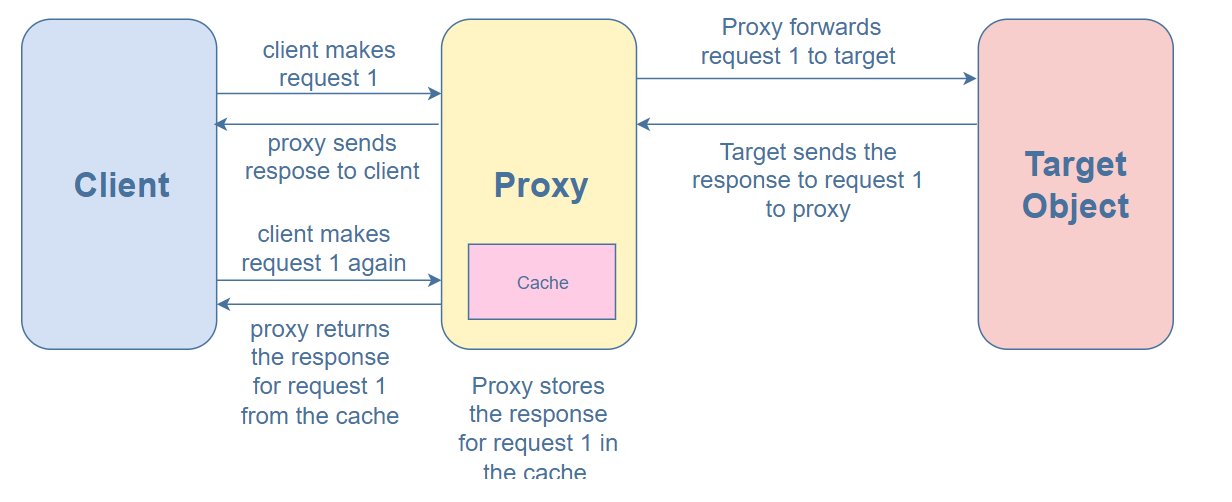 client makes
request 1
proxy sends
respose to client
client makes
request 1 again
proxy returns
the response
for request 1
from the cache
Client
Proxy
Cache
Proxy stores
the response
for request 1 in
the cache
Proxy forwards
request 1 to target
Target sends the
response to request 1
to proxy
Target
Object